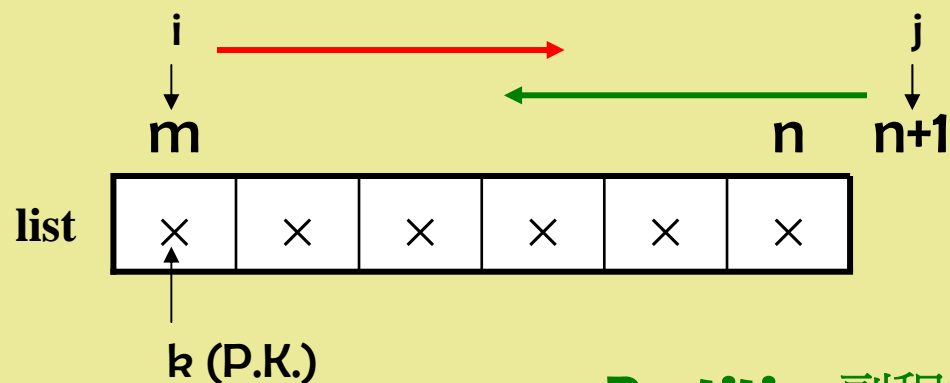 i j
m n n+1
list × × × × × ×
k (P.K.)